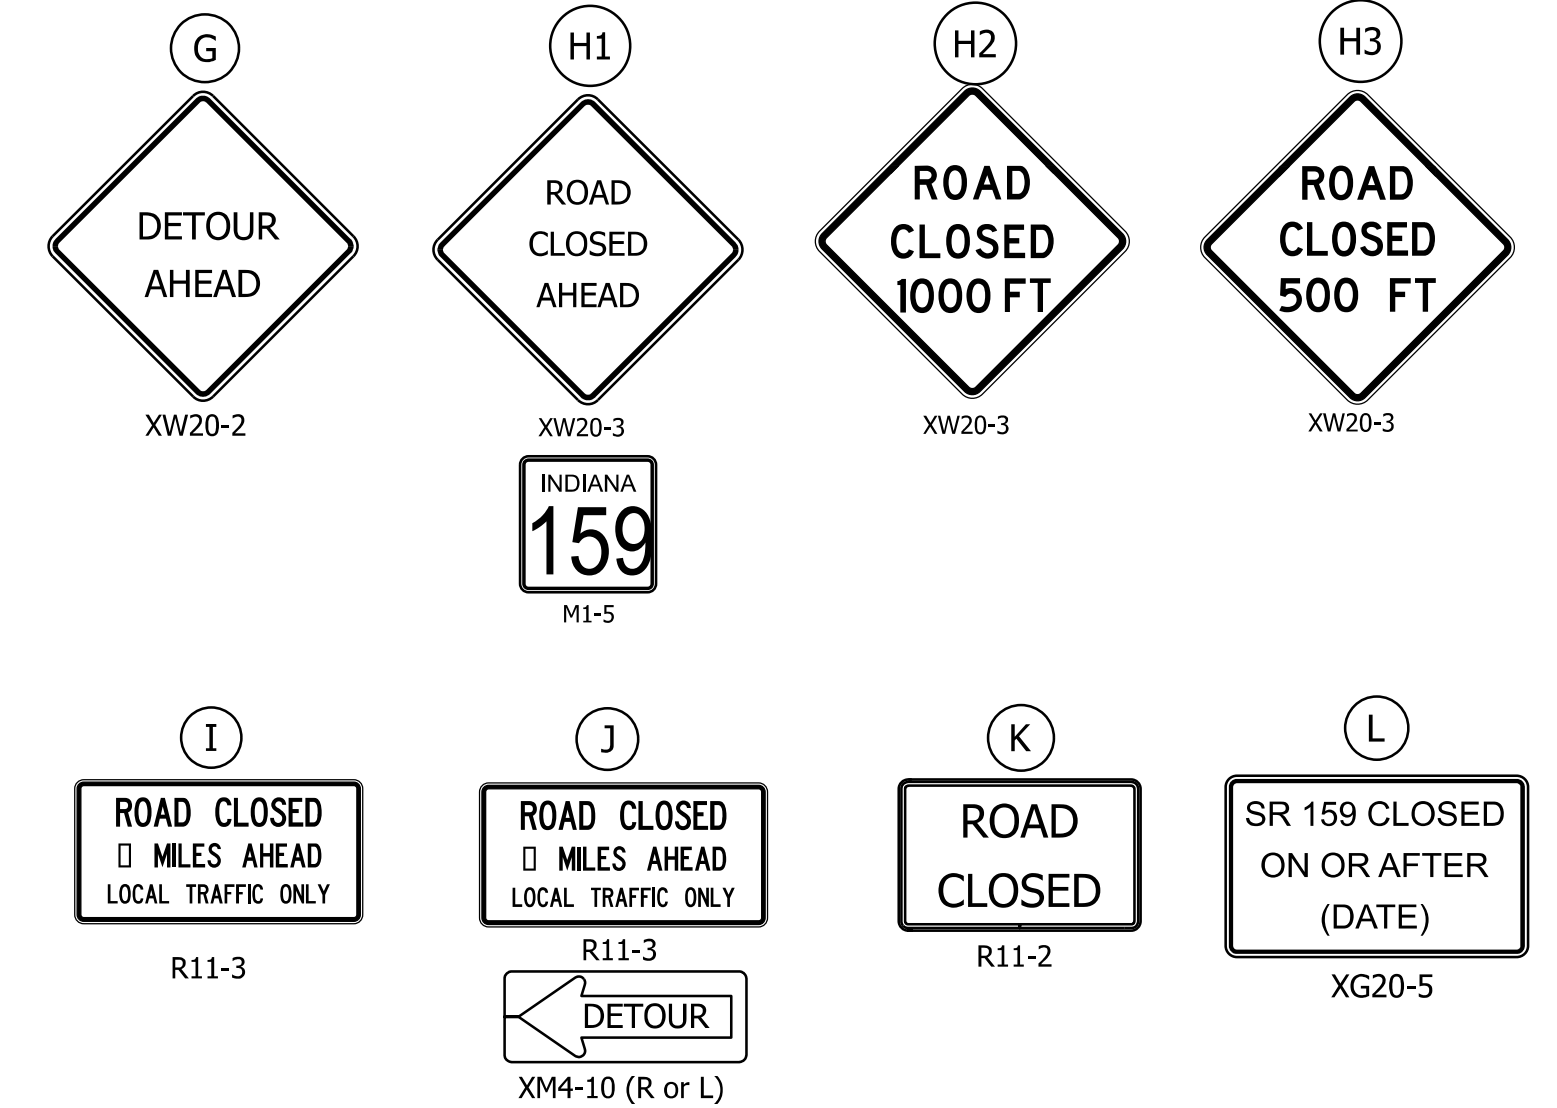 G
DETOUR
AHEAD
XW20-2
H1
ROAD
CLOSED
AHEAD
XW20-3
INDIANA
159
M1-5
H2
ROAD
CLOSED
1000 FT
XW20-3
H3
ROAD
CLOSED
500 FT
XW20-3
I
ROAD CLOSED
▯ MILES AHEAD
LOCAL TRAFFIC ONLY
R11-3
J
ROAD CLOSED
▯ MILES AHEAD
LOCAL TRAFFIC ONLY
R11-3
DETOUR
XM4-10 (R or L)
K
ROAD
CLOSED
R11-2
L
SR 159 CLOSED
ON OR AFTER
(DATE)
XG20-5